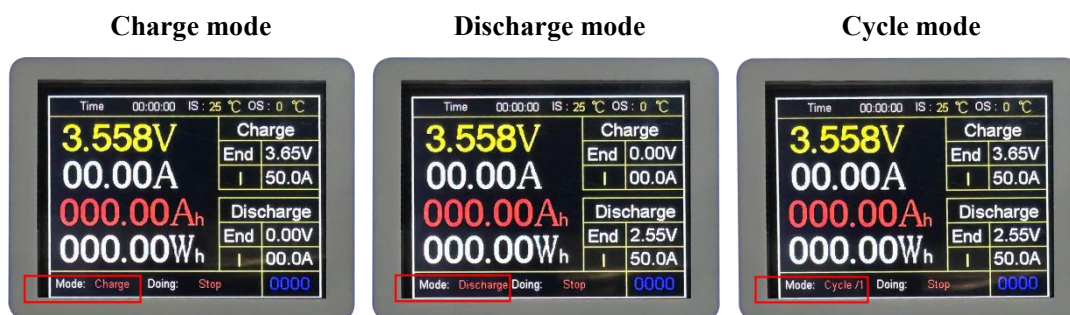 Charge mode
Discharge mode
Cycle mode
Time 00:00:00 IS : 25 ℃ OS : 0 ℃
3.558V
00.00A
000.00Ah
000.00Wh
Charge
End 3.65V
I 50.0A
Discharge
End 0.00V
I 00.0A
Mode: Charge Doing: Stop 0000
Time 00:00:00 IS : 25 ℃ OS : 0 ℃
3.558V
00.00A
000.00Ah
000.00Wh
Charge
End 0.00V
I 00.0A
Discharge
End 2.55V
I 50.0A
Mode: Discharge Doing: Stop 0000
Time 00:00:00 IS : 25 ℃ OS : 0 ℃
3.558V
00.00A
000.00Ah
000.00Wh
Charge
End 3.65V
I 50.0A
Discharge
End 2.55V
I 50.0A
Mode: Cycle /1 Doing: Stop 0000